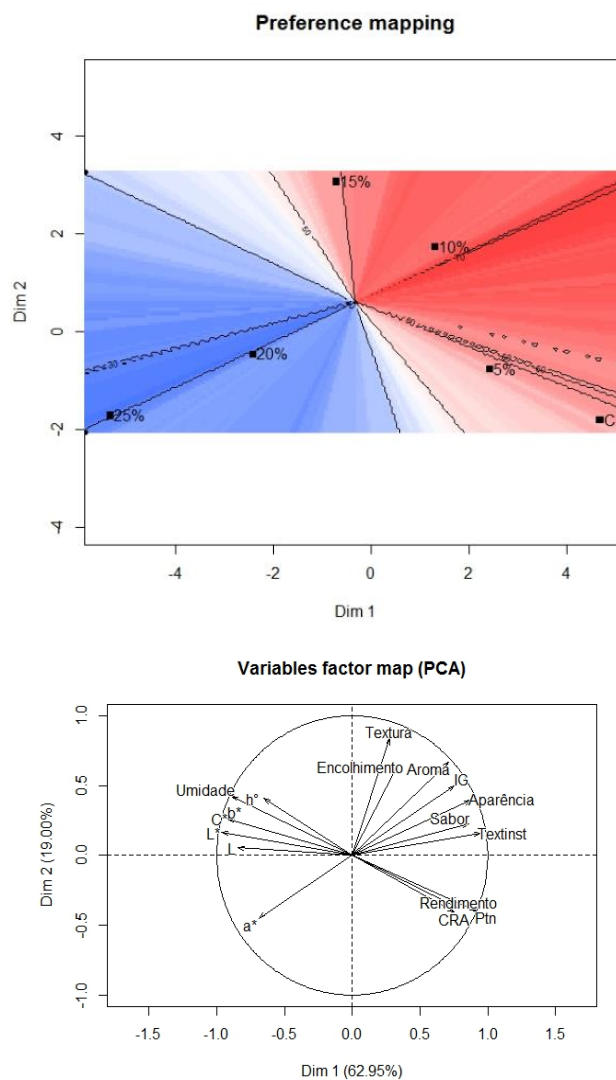 Preference mapping
4
2
0
-2
-4
Dim 2
15%
10%
5%
C
20%
25%
50
-4
-2
0
2
4
Dim 1
Variables factor map (PCA)
1.0
0.5
0.0
-0.5
-1.0
Dim 2 (19.00%)
Textura
Encolhimento
Aroma
IG
Aparência
Sabor
Textinst
Rendimento
CRA
Ptn
Umidade
h°
b*
C*
L*
L
a*
-1.5
-1.0
-0.5
0.0
0.5
1.0
1.5
Dim 1 (62.95%)